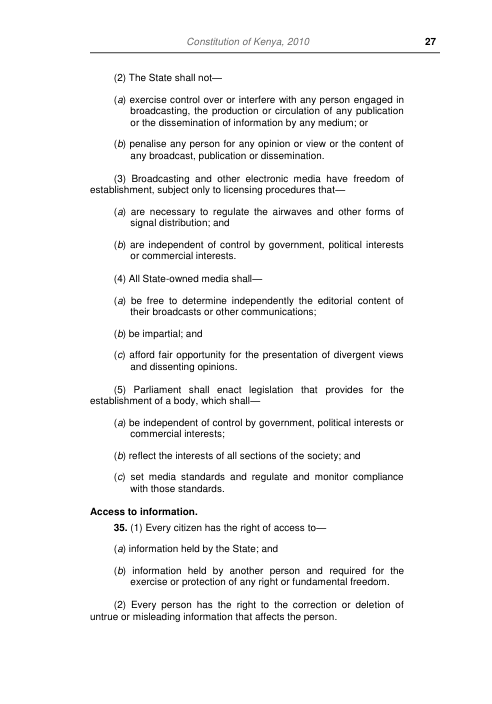 Constitution of Kenya, 2010 27
(2) The State shall not—
(a) exercise control over or interfere with any person engaged in
broadcasting, the production or circulation of any publication
or the dissemination of information by any medium; or
(b) penalise any person for any opinion or view or the content of
any broadcast, publication or dissemination.
(3) Broadcasting and other electronic media have freedom of
establishment, subject only to licensing procedures that—
(a) are necessary to regulate the airwaves and other forms of
signal distribution; and
(b) are independent of control by government, political interests
or commercial interests.
(4) All State-owned media shall—
(a) be free to determine independently the editorial content of
their broadcasts or other communications;
(b) be impartial; and
(c) afford fair opportunity for the presentation of divergent views
and dissenting opinions.
(5) Parliament shall enact legislation that provides for the
establishment of a body, which shall—
(a) be independent of control by government, political interests or
commercial interests;
(b) reflect the interests of all sections of the society; and
(c) set media standards and regulate and monitor compliance
with those standards.
Access to information.
35. (1) Every citizen has the right of access to—
(a) information held by the State; and
(b) information held by another person and required for the
exercise or protection of any right or fundamental freedom.
(2) Every person has the right to the correction or deletion of
untrue or misleading information that affects the person.